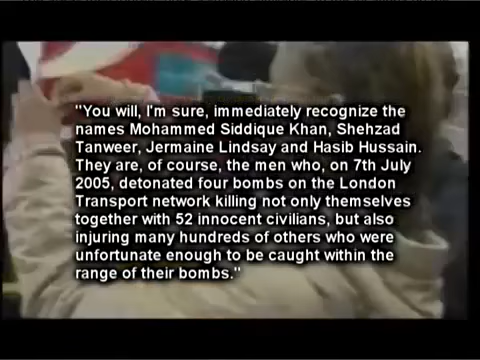 "You will, I'm sure, immediately recognize the
names Mohammed Siddique Khan, Shehzad
Tanweer, Jermaine Lindsay and Hasib Hussain.
They are, of course, the men who, on 7th July
2005, detonated four bombs on the London
Transport network killing not only themselves
together with 52 innocent civilians, but also
injuring many hundreds of others who were
unfortunate enough to be caught within the
range of their bombs."